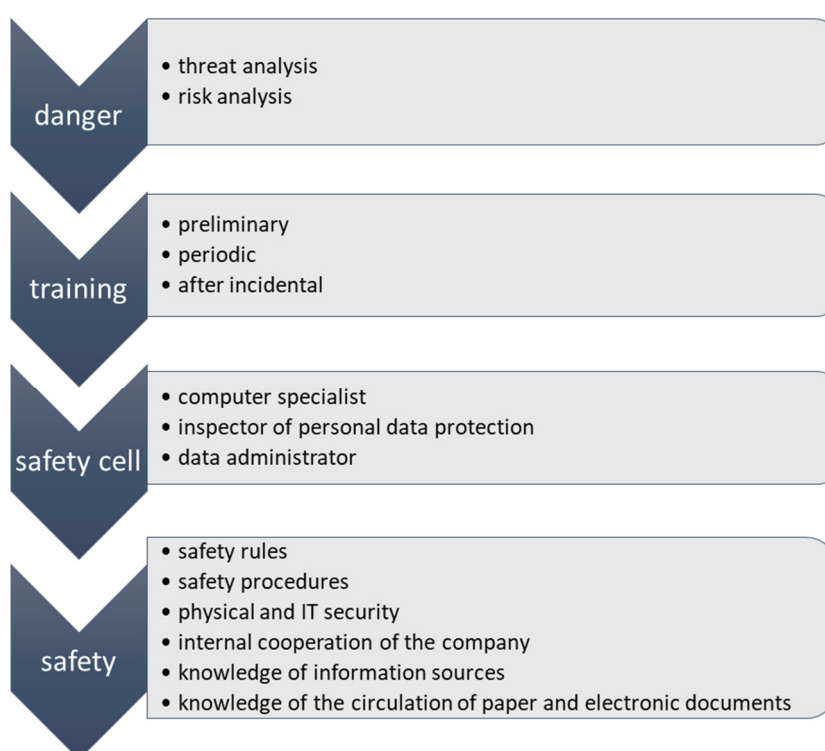 danger
• threat analysis
• risk analysis
training
• preliminary
• periodic
• after incidental
safety cell
• computer specialist
• inspector of personal data protection
• data administrator
safety
• safety rules
• safety procedures
• physical and IT security
• internal cooperation of the company
• knowledge of information sources
• knowledge of the circulation of paper and electronic documents